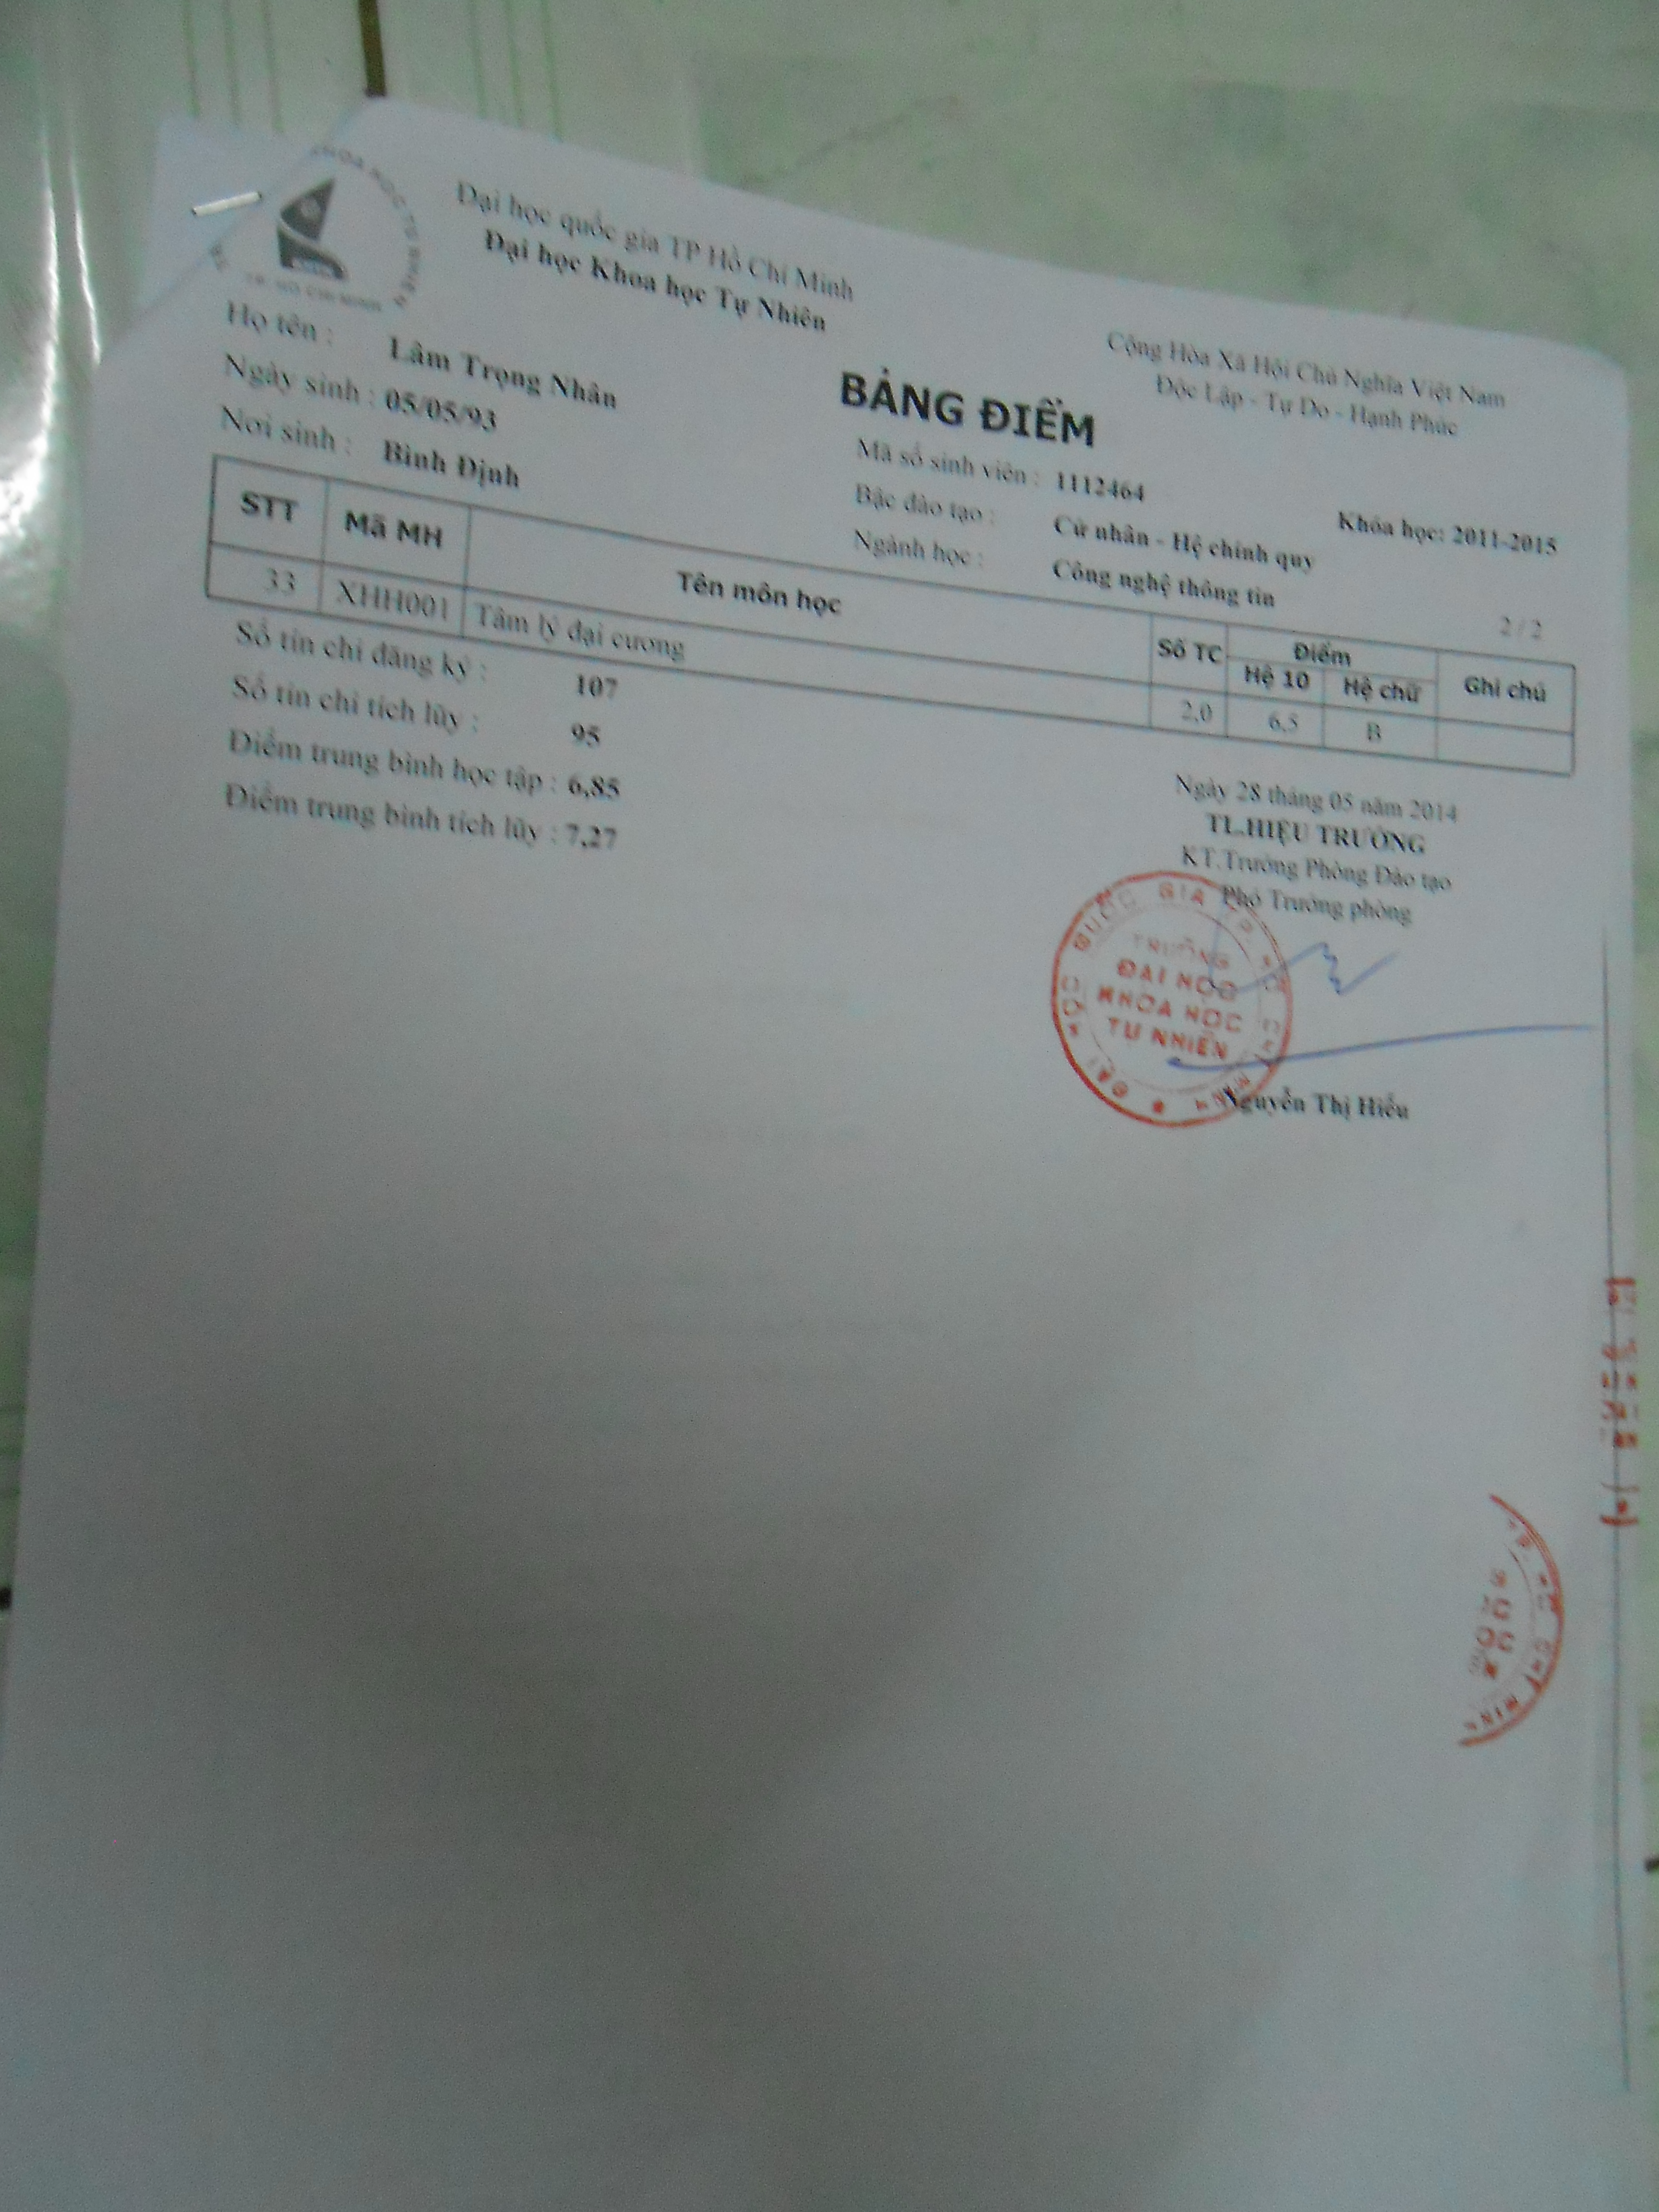 Đại học quốc gia TP Hồ Chí Minh
Đại học Khoa học Tự Nhiên
Cộng Hòa Xã Hội Chủ Nghĩa Việt Nam
Độc Lập - Tự Do - Hạnh Phúc
KHOA HỌC TỰ NHIÊN
TP. HỒ CHÍ MINH
BẢNG ĐIỂM
Họ tên : Lâm Trọng Nhân
Mã số sinh viên : 1112464 Khóa học: 2011-2015
Ngày sinh : 05/05/93
Bậc đào tạo : Cử nhân - Hệ chính quy
Nơi sinh : Bình Định
Ngành học : Công nghệ thông tin
2 / 2
STT Mã MH Tên môn học Số TC Điểm Ghi chú
Hệ 10 Hệ chữ
33 XHH001 Tâm lý đại cương 2,0 6,5 B
Số tín chỉ đăng ký : 107
Số tín chỉ tích lũy : 95
Điểm trung bình học tập : 6,85
Điểm trung bình tích lũy : 7,27
Ngày 28 tháng 05 năm 2014
TL.HIỆU TRƯỞNG
KT.Trưởng Phòng Đào tạo
Phó Trưởng phòng
TRƯỜNG
ĐẠI HỌC
KHOA HỌC
TỰ NHIÊN
Nguyễn Thị Hiếu